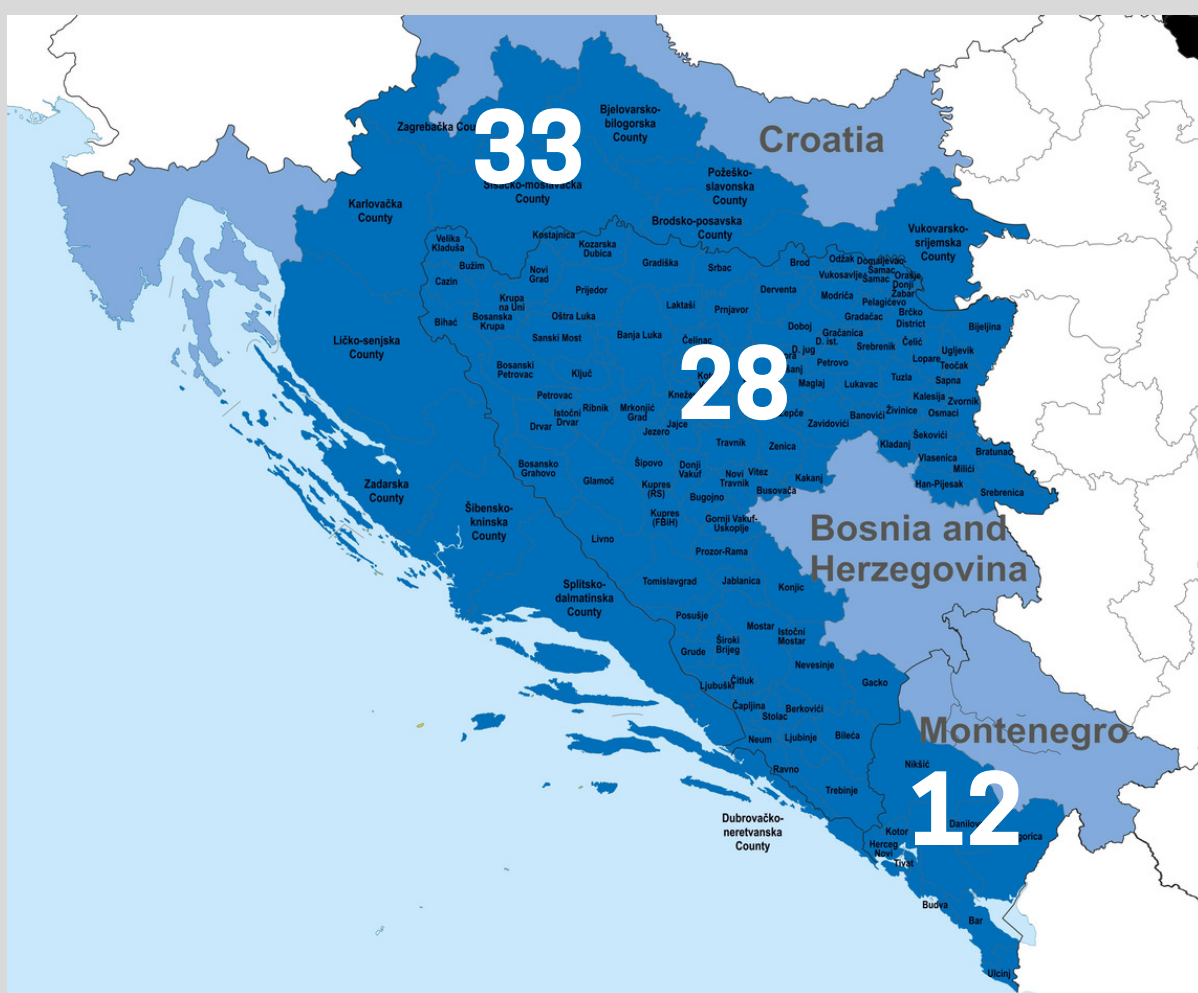 Bjelovarsko-
bilogorska
County
Zagrebačka
33
Croatia
County
Požeško-
slavonska
County
Karlovačka
County
Brodsko-posavska
County
Vukovarsko-
srijemska
County
Velika
Kladuša
Kostajnica
Kozarska
Dubica
Bužim
Novi
Grad
Gradiška
Srbac
Brod
Odžak
Vukosavlje
Šamac
Šamac
Orašje
Donji
Žabar
Cazin
Prijedor
Derventa
Modriča
Pelagićevo
Krupa
na Uni
Laktaši
Prnjavor
Gradačac
Brčko
District
Bijeljina
Bihać
Bosanska
Krupa
Oštra Luka
Sanski Most
Banja Luka
Čelinac
Doboj
Gračanica
D. ist.
D. jug
Srebrenik
Čelić
Ugljevik
Lopare
Teočak
Ličko-senjska
County
Bosanski
Petrovac
Ključ
28
Petrovo
Maglaj
Lukavac
Tuzla
Sapna
Kalesija
Zvornik
Petrovac
Istočni
Drvar
Ribnik
Mrkonjić
Grad
Drvar
Jezero
Jajce
Zavidovići
Banovići
Živinice
Osmaci
Travnik
Zenica
Kladanj
Šekovići
Vlasenica
Bratunac
Milići
Bosansko
Grahovo
Šipovo
Donji
Vakuf
Novi
Travnik
Vitez
Busovača
Kakanj
Han-Pijesak
Srebrenica
Zadarska
County
Glamoč
Kupres
(RS)
Bugojno
Šibensko-
kninska
County
Kupres
(FBiH)
Gornji Vakuf-
Uskoplje
Bosnia and
Herzegovina
Livno
Prozor-Rama
Splitsko-
dalmatinska
County
Tomislavgrad
Jablanica
Konjic
Posušje
Mostar
Istočni
Mostar
Grude
Široki
Brijeg
Nevesinje
Ljubuški
Čitluk
Gacko
Čapljina
Stolac
Berkovići
Neum
Ljubinje
Bileća
Montenegro
Ravno
Nikšić
Trebinje
12
Dubrovačko-
neretvanska
County
Kotor
Herceg
Novi
Tivat
Budva
Bar
Ulcinj